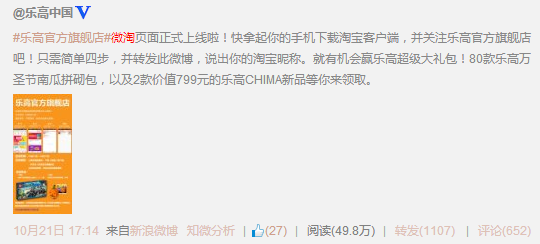 @乐高中国
#乐高官方旗舰店#微淘页面正式上线啦！快拿起你的手机下载淘宝客户端，并关注乐高官方旗舰店
吧！只需简单四步，并转发此微博，说出你的淘宝昵称。就有机会赢乐高超级大礼包！80款乐高万
圣节南瓜拼砌包，以及2款价值799元的乐高CHIMA新品等你来领取。
乐高官方旗舰店
10月21日 17:14 来自新浪微博 知微分析 | (27) | 阅读(49.8万) | 转发(1107) | 评论(652)